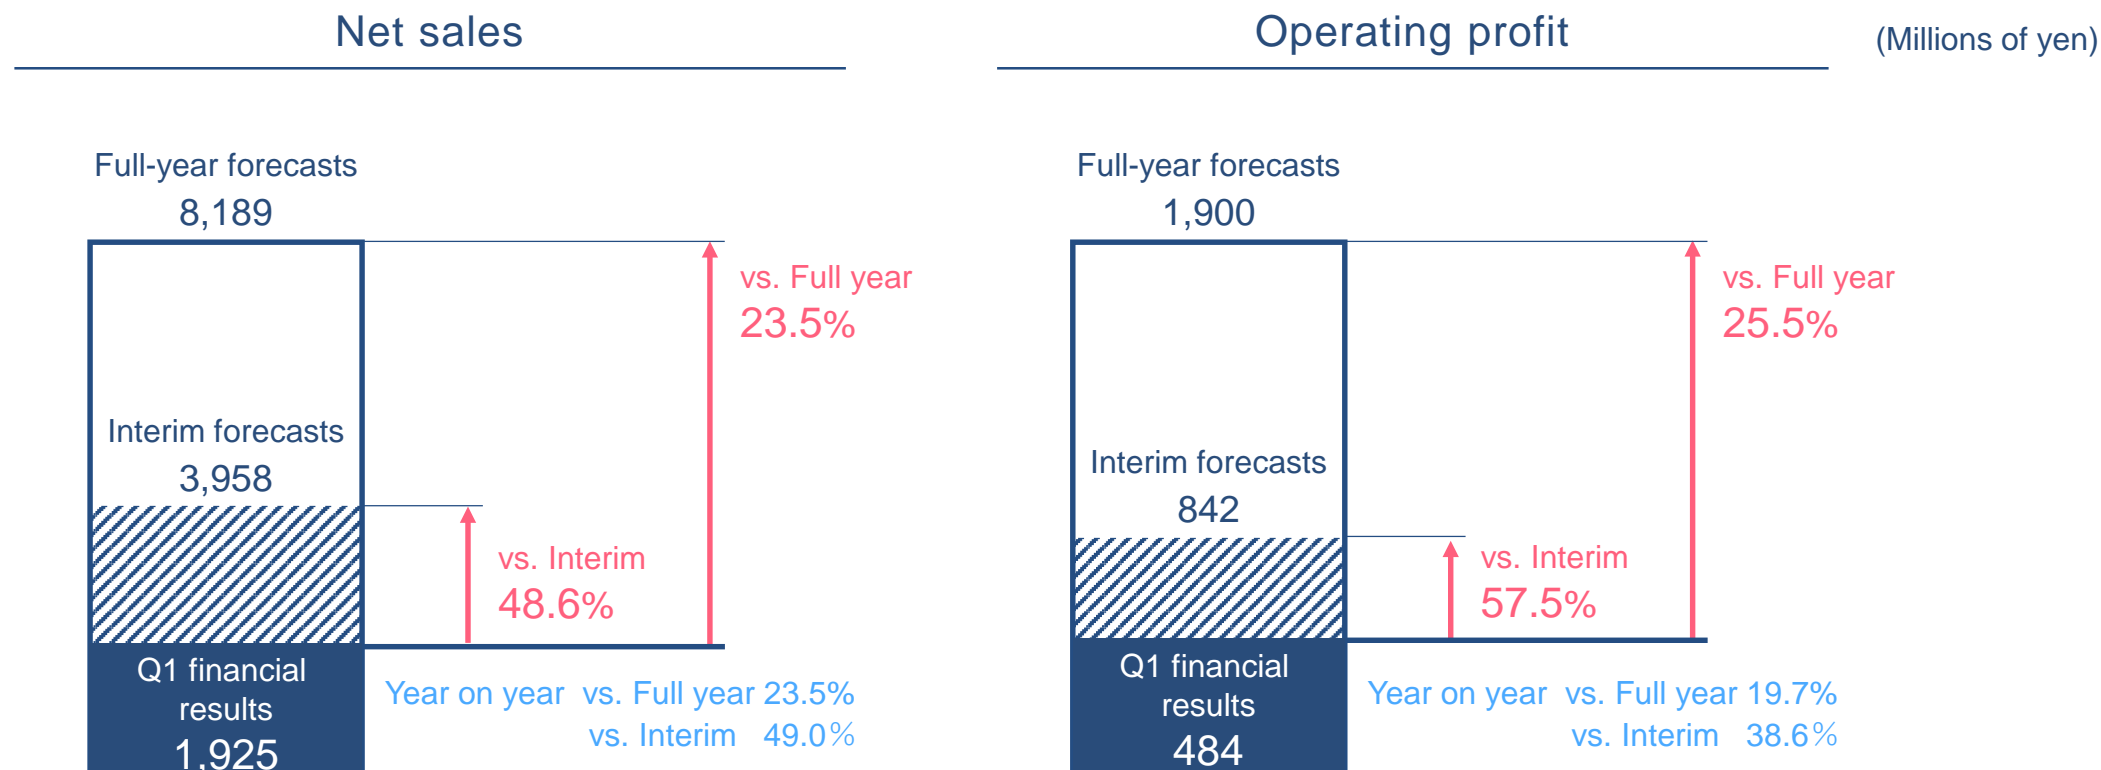 Net sales
Operating profit
(Millions of yen)
Full-year forecasts
8,189
vs. Full year
23.5%
Interim forecasts
3,958
vs. Interim
48.6%
Q1 financial
results
1,925
Year on year vs. Full year 23.5%
vs. Interim 49.0%
Full-year forecasts
1,900
vs. Full year
25.5%
Interim forecasts
842
vs. Interim
57.5%
Q1 financial
results
484
Year on year vs. Full year 19.7%
vs. Interim 38.6%